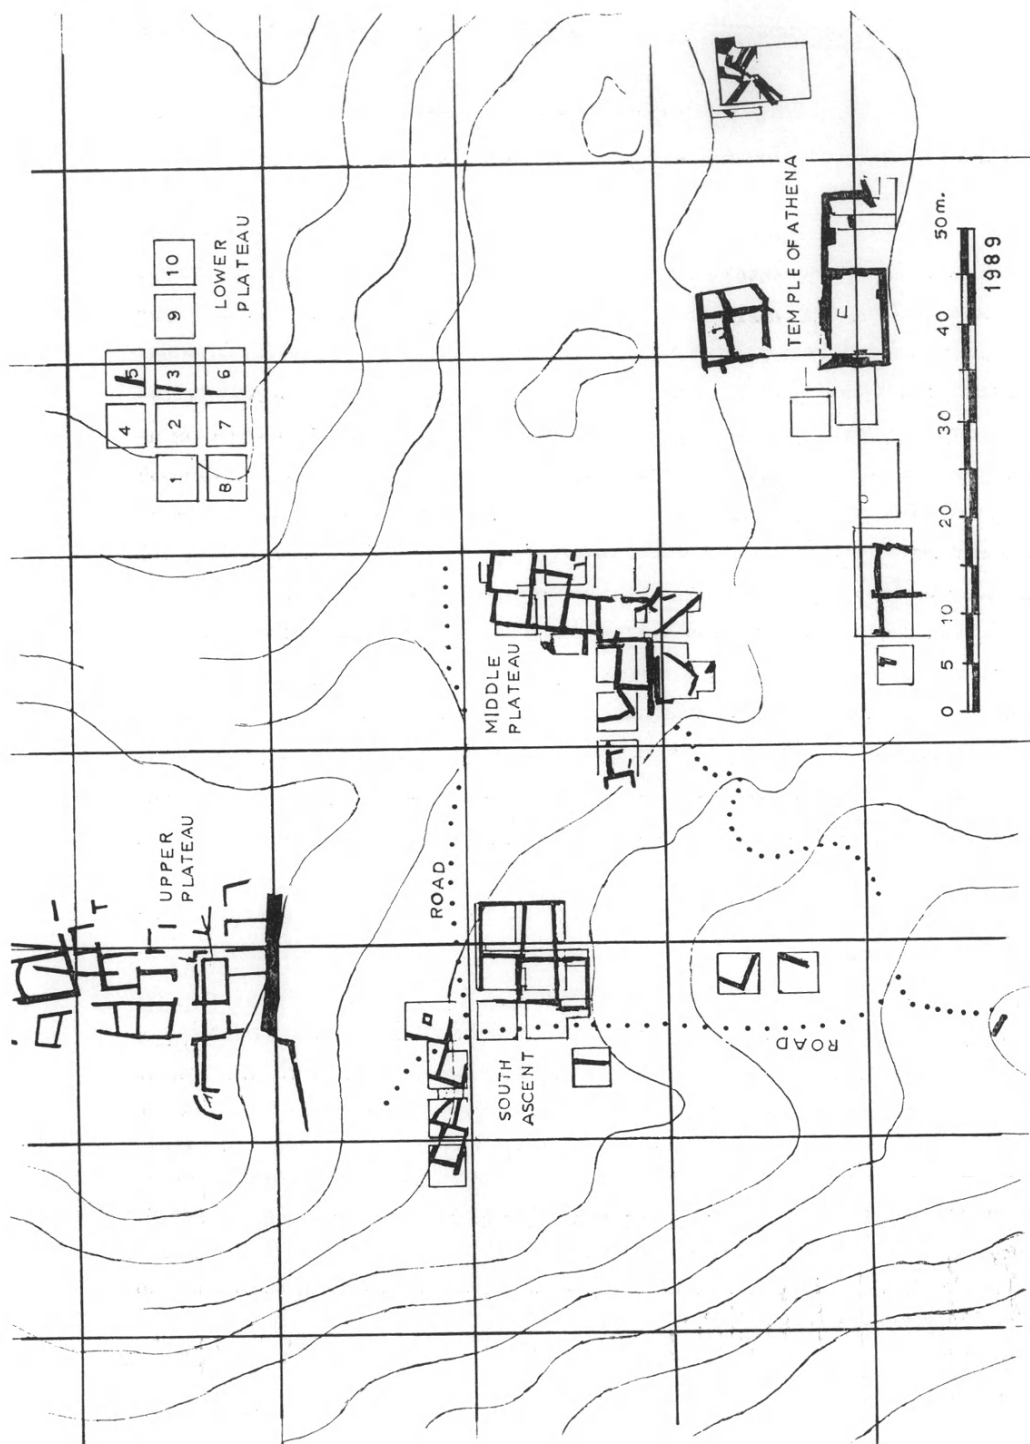 4 5
1 2 3 9 10
8 7 6
LOWER
PLATEAU
UPPER
PLATEAU
ROAD
MIDDLE
PLATEAU
SOUTH
ASCENT
TEMPLE OF ATHENA
ROAD
0 5 10 20 30 40 50m.
1989